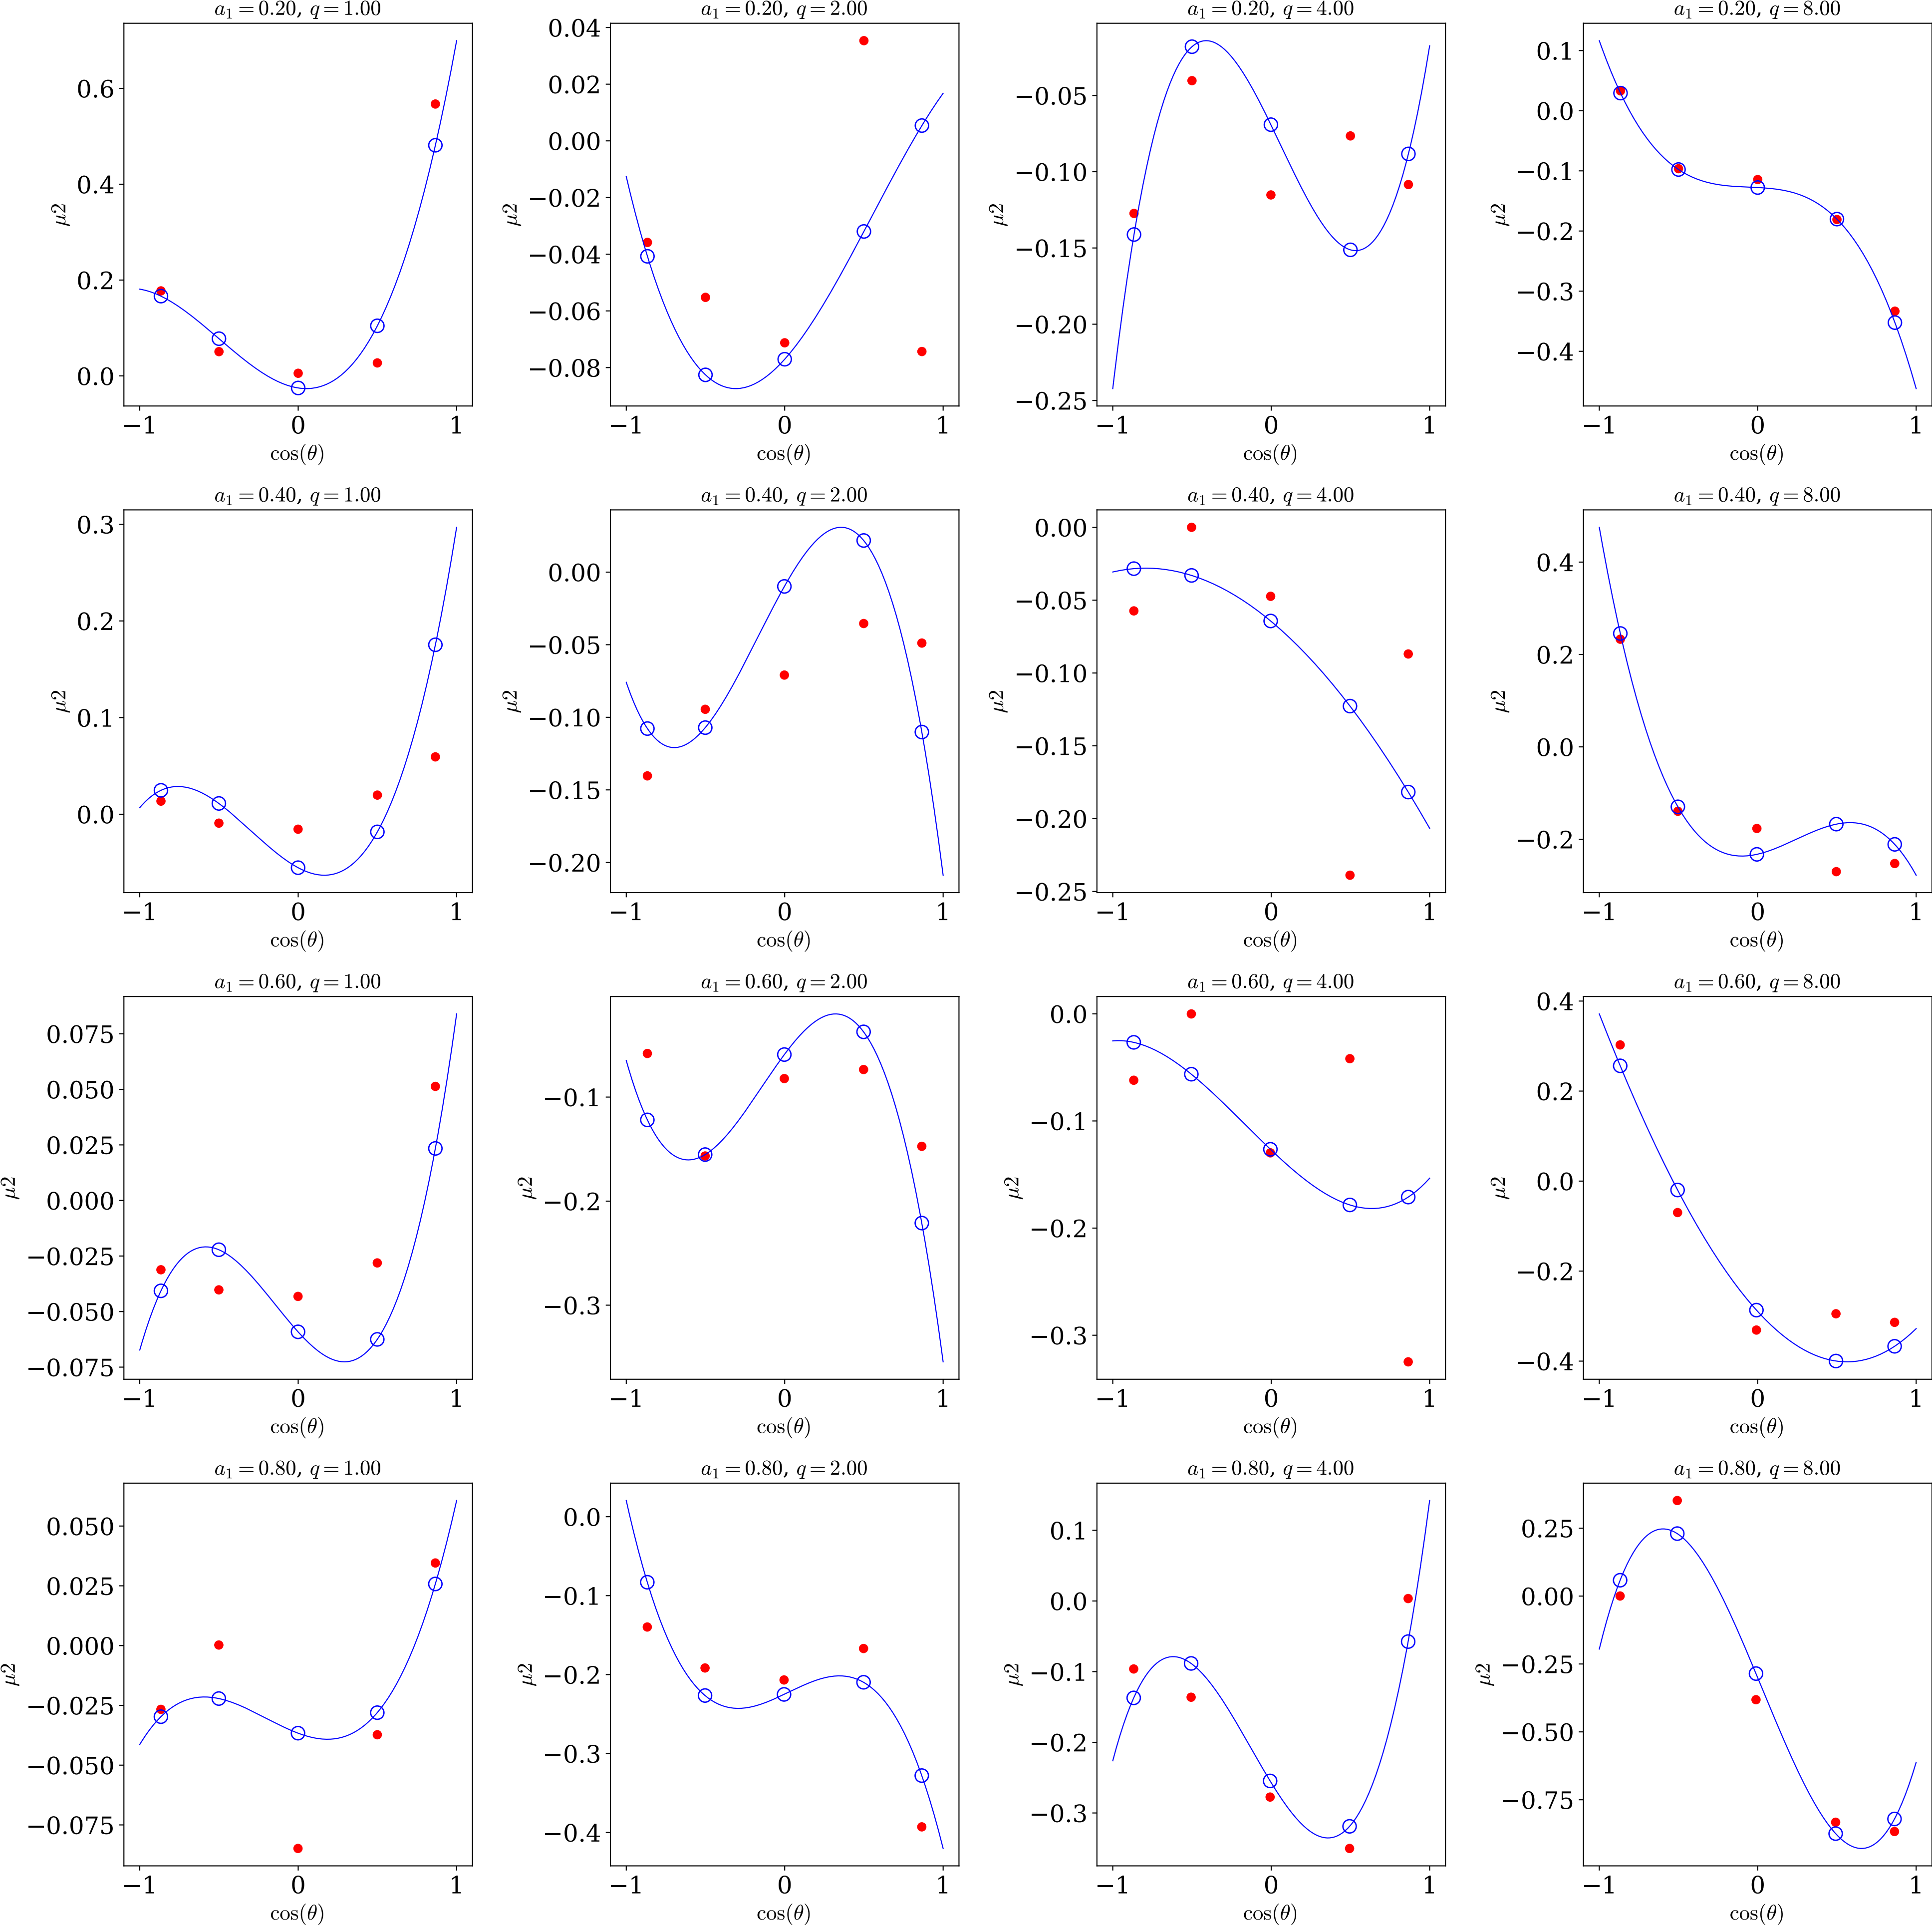 a₁ = 0.20, q = 1.00
0.6
0.4
0.2
0.0
μ2
−1 0 1
cos(θ)
a₁ = 0.20, q = 2.00
0.04
0.02
0.00
−0.02
−0.04
−0.06
−0.08
μ2
−1 0 1
cos(θ)
a₁ = 0.20, q = 4.00
−0.05
−0.10
−0.15
−0.20
−0.25
μ2
−1 0 1
cos(θ)
a₁ = 0.20, q = 8.00
0.1
0.0
−0.1
−0.2
−0.3
−0.4
μ2
−1 0 1
cos(θ)
a₁ = 0.40, q = 1.00
0.3
0.2
0.1
0.0
μ2
−1 0 1
cos(θ)
a₁ = 0.40, q = 2.00
0.00
−0.05
−0.10
−0.15
−0.20
μ2
−1 0 1
cos(θ)
a₁ = 0.40, q = 4.00
0.00
−0.05
−0.10
−0.15
−0.20
−0.25
μ2
−1 0 1
cos(θ)
a₁ = 0.40, q = 8.00
0.4
0.2
0.0
−0.2
μ2
−1 0 1
cos(θ)
a₁ = 0.60, q = 1.00
0.075
0.050
0.025
0.000
−0.025
−0.050
−0.075
μ2
−1 0 1
cos(θ)
a₁ = 0.60, q = 2.00
−0.1
−0.2
−0.3
μ2
−1 0 1
cos(θ)
a₁ = 0.60, q = 4.00
0.0
−0.1
−0.2
−0.3
μ2
−1 0 1
cos(θ)
a₁ = 0.60, q = 8.00
0.4
0.2
0.0
−0.2
−0.4
μ2
−1 0 1
cos(θ)
a₁ = 0.80, q = 1.00
0.050
0.025
0.000
−0.025
−0.050
−0.075
μ2
−1 0 1
cos(θ)
a₁ = 0.80, q = 2.00
0.0
−0.1
−0.2
−0.3
−0.4
μ2
−1 0 1
cos(θ)
a₁ = 0.80, q = 4.00
0.1
0.0
−0.1
−0.2
−0.3
μ2
−1 0 1
cos(θ)
a₁ = 0.80, q = 8.00
0.25
0.00
−0.25
−0.50
−0.75
μ2
−1 0 1
cos(θ)